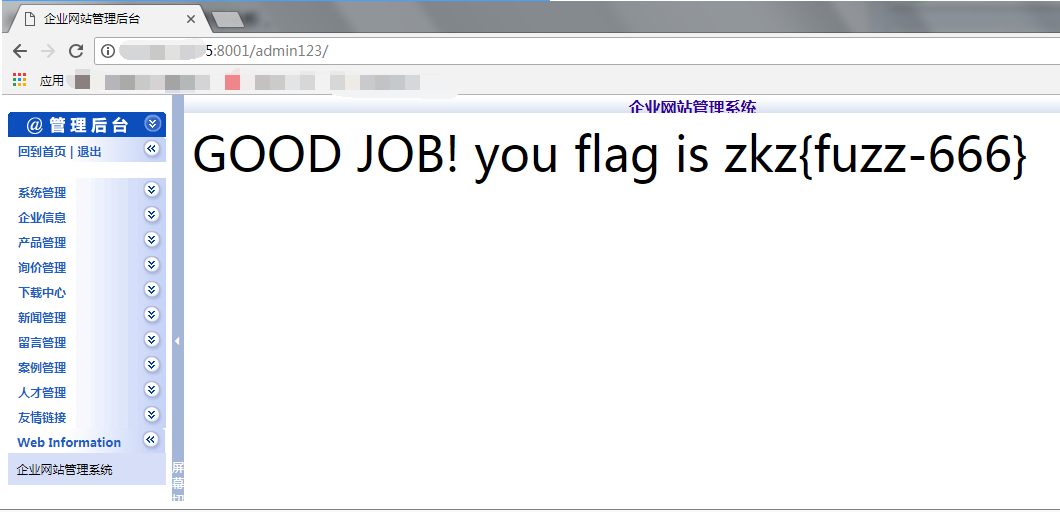 企业网站管理后台
5:8001/admin123/
应用
企业网站管理系统
@ 管理后台
GOOD JOB! you flag is zkz{fuzz-666}
回到首页 | 退出
系统管理
企业信息
产品管理
询价管理
下载中心
新闻管理
留言管理
案例管理
人才管理
友情链接
Web Information
企业网站管理系统
屏
幕